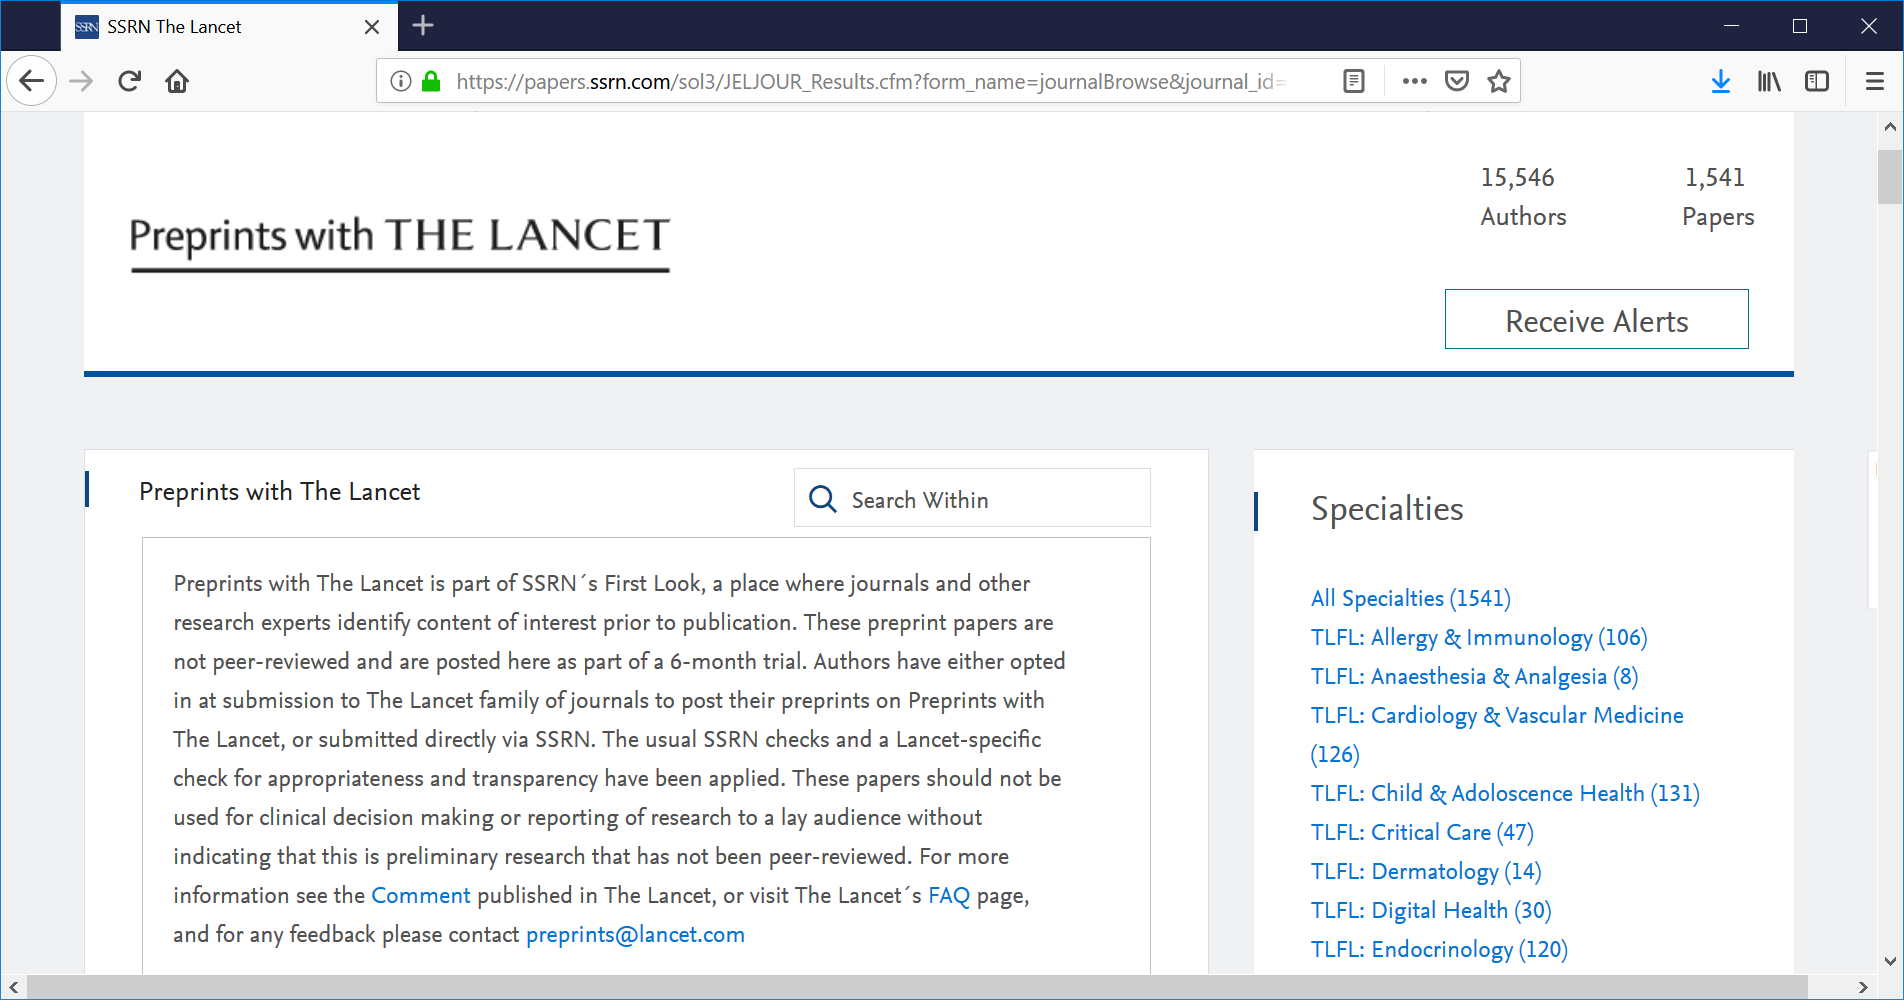 SSRN The Lancet
https://papers.ssrn.com/sol3/JELJOUR_Results.cfm?form_name=journalBrowse&journal_id=
Preprints with THE LANCET
15,546
Authors
1,541
Papers
Receive Alerts
Preprints with The Lancet
Search Within
Preprints with The Lancet is part of SSRN´s First Look, a place where journals and other
research experts identify content of interest prior to publication. These preprint papers are
not peer-reviewed and are posted here as part of a 6-month trial. Authors have either opted
in at submission to The Lancet family of journals to post their preprints on Preprints with
The Lancet, or submitted directly via SSRN. The usual SSRN checks and a Lancet-specific
check for appropriateness and transparency have been applied. These papers should not be
used for clinical decision making or reporting of research to a lay audience without
indicating that this is preliminary research that has not been peer-reviewed. For more
information see the Comment published in The Lancet, or visit The Lancet´s FAQ page,
and for any feedback please contact preprints@lancet.com
Specialties
All Specialties (1541)
TLFL: Allergy & Immunology (106)
TLFL: Anaesthesia & Analgesia (8)
TLFL: Cardiology & Vascular Medicine
(126)
TLFL: Child & Adoloscence Health (131)
TLFL: Critical Care (47)
TLFL: Dermatology (14)
TLFL: Digital Health (30)
TLFL: Endocrinology (120)